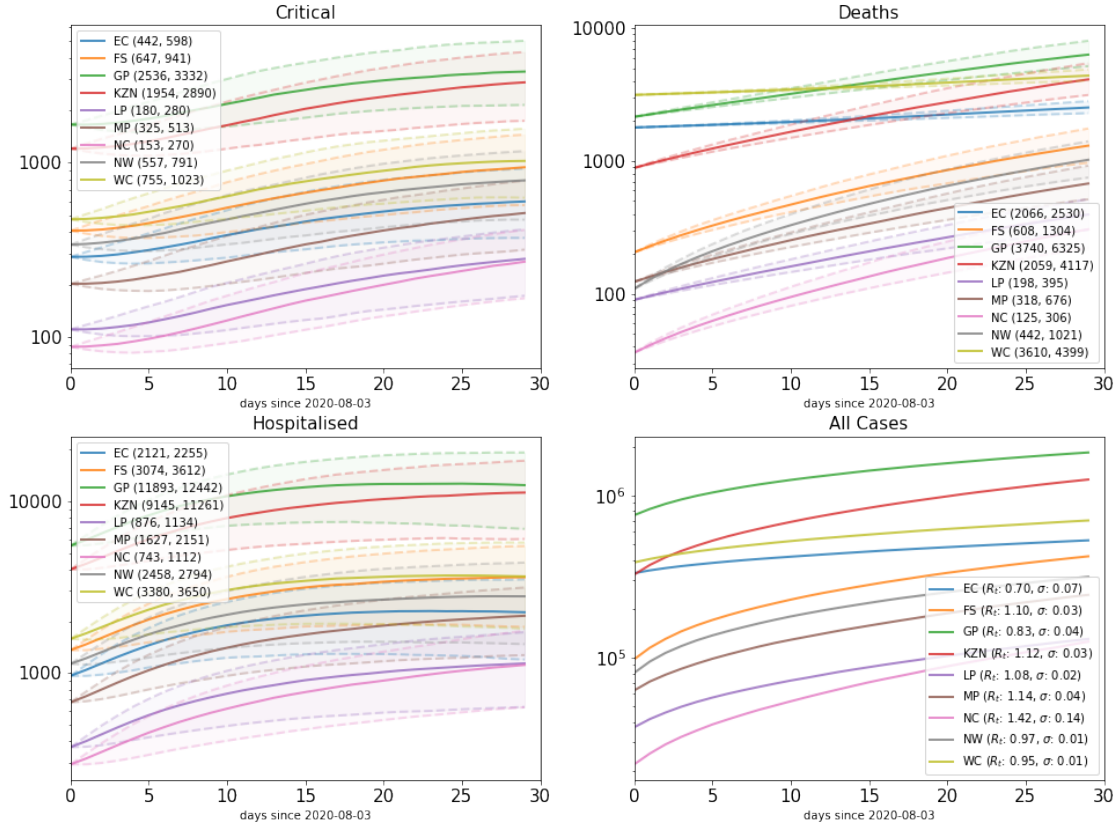 Critical
EC (442, 598)
FS (647, 941)
GP (2536, 3332)
KZN (1954, 2890)
LP (180, 280)
MP (325, 513)
NC (153, 270)
NW (557, 791)
WC (755, 1023)
1000
100
0 5 10 15 20 25 30
days since 2020-08-03
Deaths
10000
1000
100
EC (2066, 2530)
FS (608, 1304)
GP (3740, 6325)
KZN (2059, 4117)
LP (198, 395)
MP (318, 676)
NC (125, 306)
NW (442, 1021)
WC (3610, 4399)
0 5 10 15 20 25 30
days since 2020-08-03
Hospitalised
EC (2121, 2255)
FS (3074, 3612)
GP (11893, 12442)
KZN (9145, 11261)
LP (876, 1134)
MP (1627, 2151)
NC (743, 1112)
NW (2458, 2794)
WC (3380, 3650)
10000
1000
0 5 10 15 20 25 30
days since 2020-08-03
All Cases
10⁶
10⁵
EC (Rₜ: 0.70, σ: 0.07)
FS (Rₜ: 1.10, σ: 0.03)
GP (Rₜ: 0.83, σ: 0.04)
KZN (Rₜ: 1.12, σ: 0.03)
LP (Rₜ: 1.08, σ: 0.02)
MP (Rₜ: 1.14, σ: 0.04)
NC (Rₜ: 1.42, σ: 0.14)
NW (Rₜ: 0.97, σ: 0.01)
WC (Rₜ: 0.95, σ: 0.01)
0 5 10 15 20 25 30
days since 2020-08-03